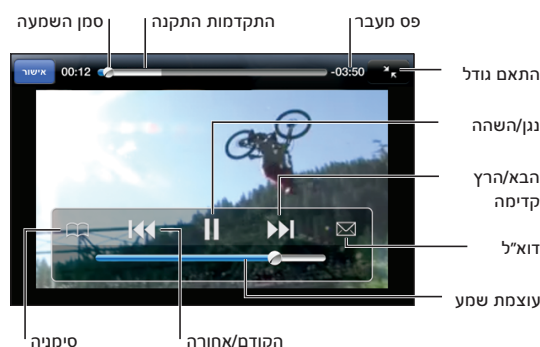 פס מעבר
התקדמות התקנה
סמן השמעה
אישור 00:12 -03:50
התאם גודל
נגן/השהה
הבא/הרץ
קדימה
דוא״ל
עוצמת שמע
הקודם/אחורה
סימניה